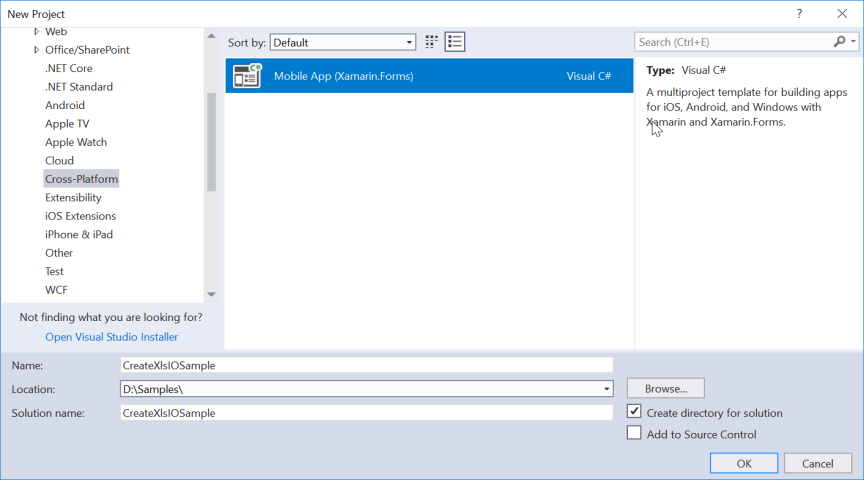 New Project
?
Web
Office/SharePoint
.NET Core
.NET Standard
Android
Apple TV
Apple Watch
Cloud
Cross-Platform
Extensibility
iOS Extensions
iPhone & iPad
Other
Test
WCF
Not finding what you are looking for?
Open Visual Studio Installer
Sort by: Default
Search (Ctrl+E)
C#
Mobile App (Xamarin.Forms) Visual C#
Type: Visual C#
A multiproject template for building apps
for iOS, Android, and Windows with
Xamarin and Xamarin.Forms.
Name: CreateXlsIOSample
Location: D:\Samples\ Browse...
Solution name: CreateXlsIOSample
Create directory for solution
Add to Source Control
OK Cancel